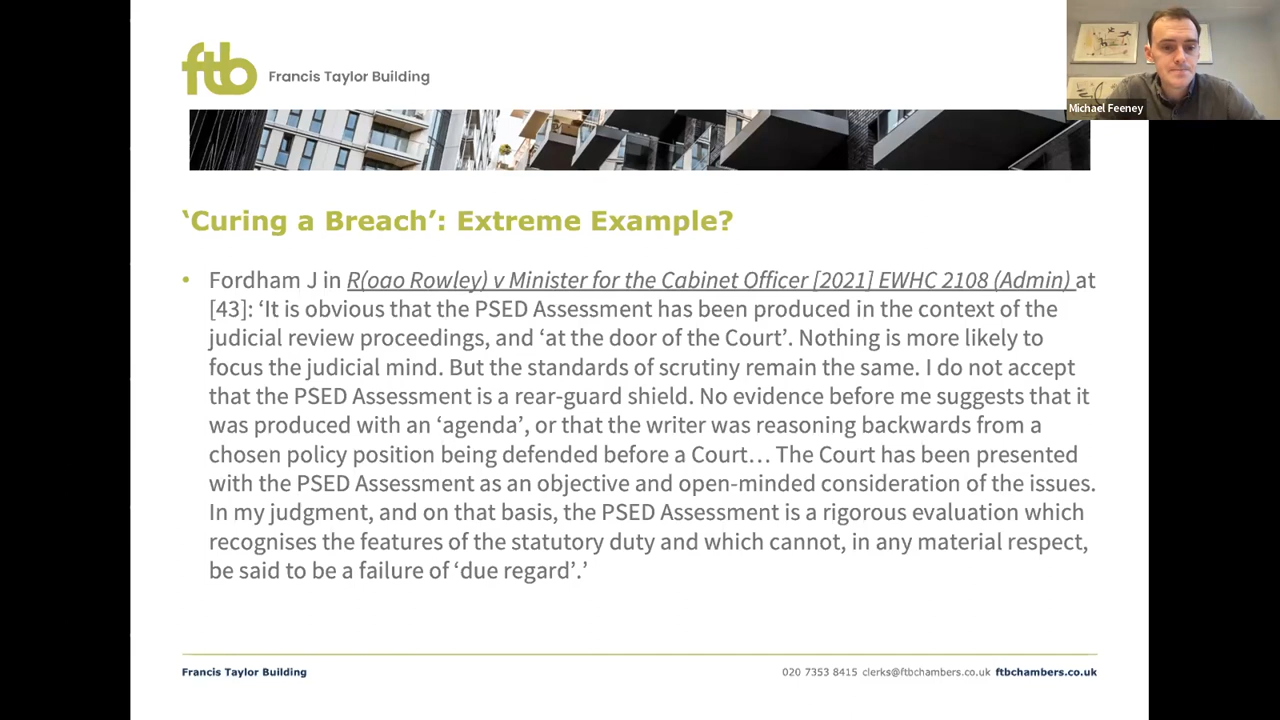 ftb Francis Taylor Building
Michael Feeney
‘Curing a Breach’: Extreme Example?
• Fordham J in R(oao Rowley) v Minister for the Cabinet Officer [2021] EWHC 2108 (Admin) at
[43]: ‘It is obvious that the PSED Assessment has been produced in the context of the
judicial review proceedings, and ‘at the door of the Court’. Nothing is more likely to
focus the judicial mind. But the standards of scrutiny remain the same. I do not accept
that the PSED Assessment is a rear-guard shield. No evidence before me suggests that it
was produced with an ‘agenda’, or that the writer was reasoning backwards from a
chosen policy position being defended before a Court… The Court has been presented
with the PSED Assessment as an objective and open-minded consideration of the issues.
In my judgment, and on that basis, the PSED Assessment is a rigorous evaluation which
recognises the features of the statutory duty and which cannot, in any material respect,
be said to be a failure of ‘due regard’.’
Francis Taylor Building
020 7353 8415 clerks@ftbchambers.co.uk ftbchambers.co.uk